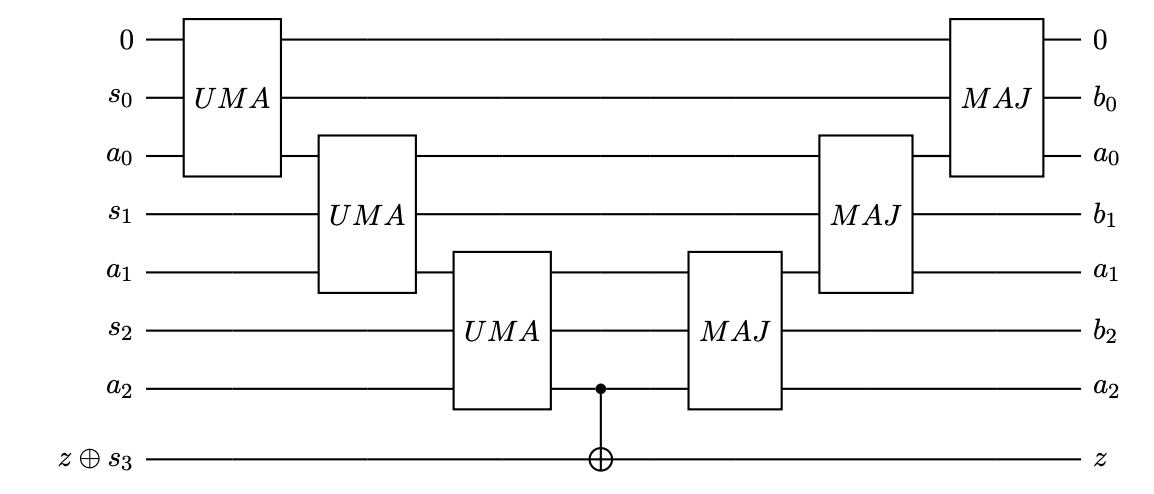 0 0
s₀ UMA MAJ b₀
a₀ a₀
s₁ UMA MAJ b₁
a₁ a₁
s₂ UMA MAJ b₂
a₂ a₂
z ⊕ s₃ z